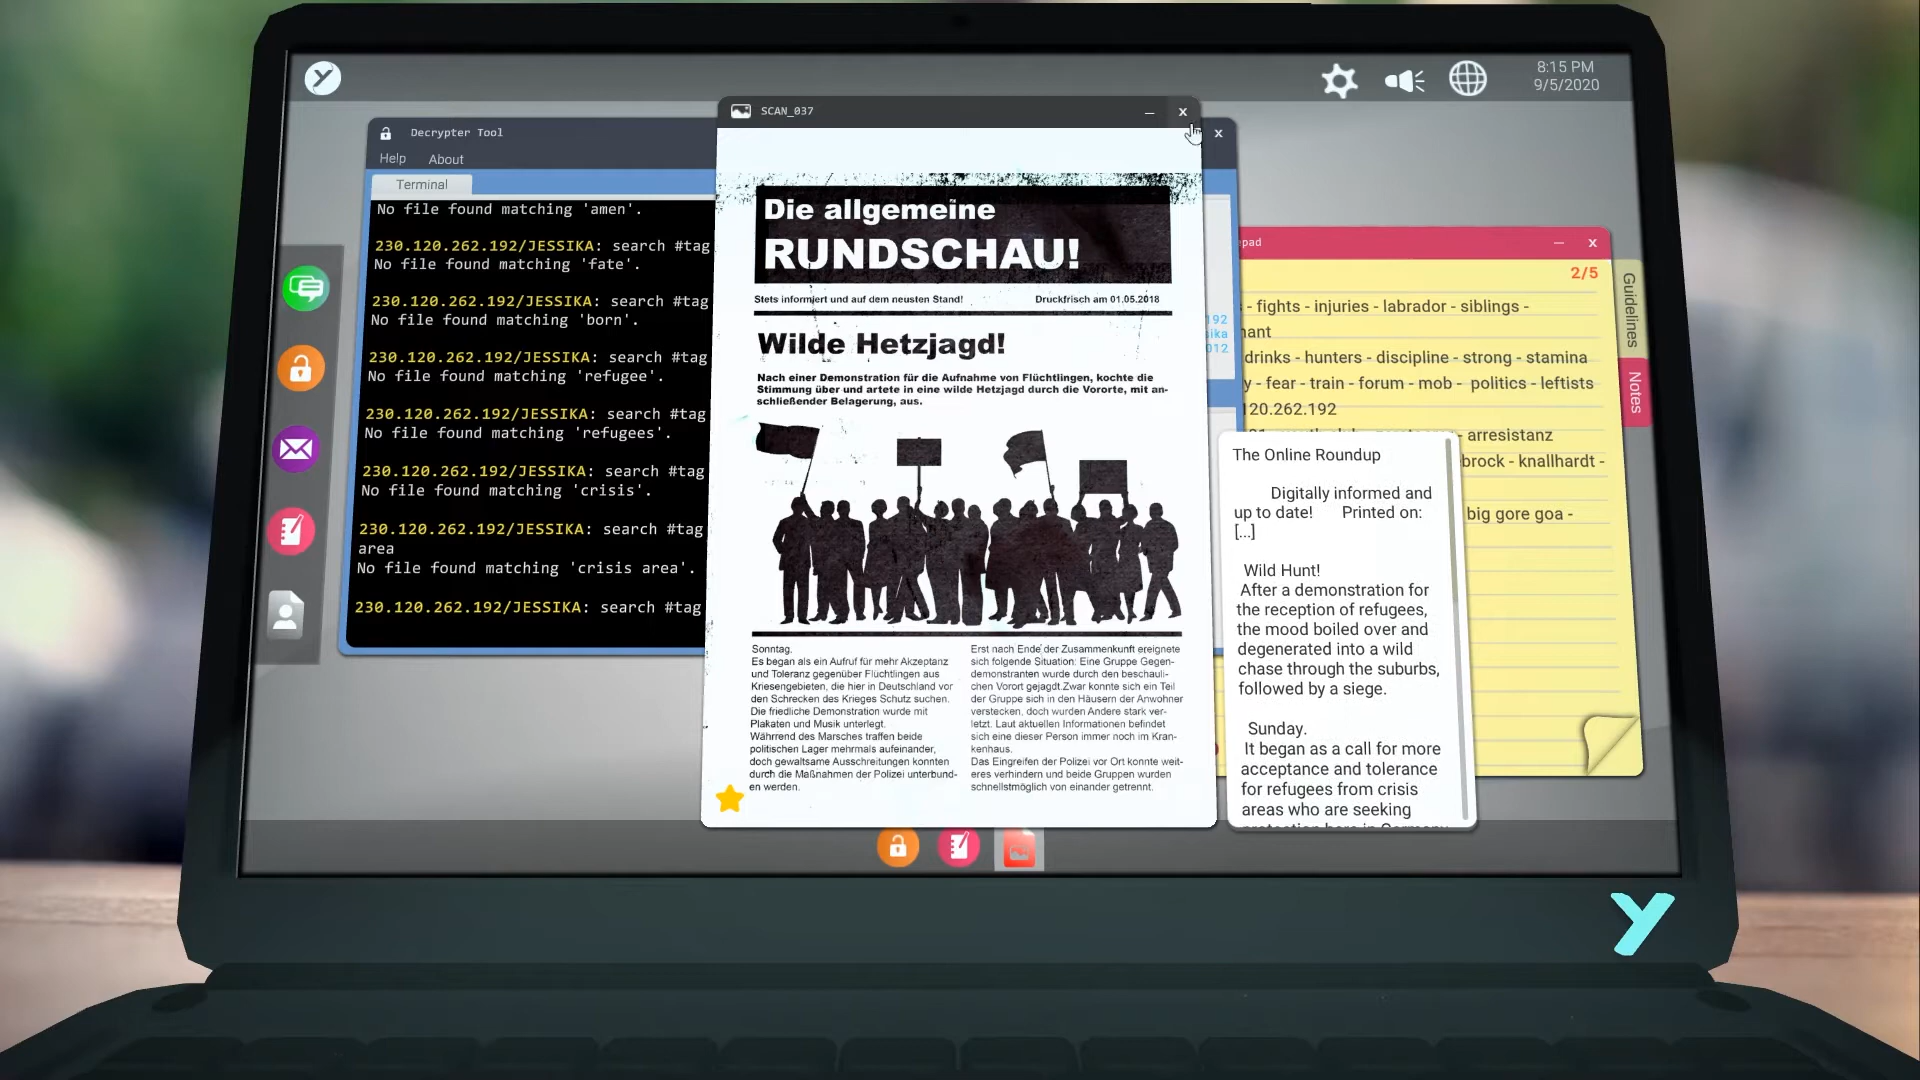 8:15 PM
9/5/2020
SCAN_037
Decrypter Tool
Help
About
Terminal
No file found matching 'amen'.
230.120.262.192/JESSIKA: search #tag
No file found matching 'fate'.
230.120.262.192/JESSIKA: search #tag
No file found matching 'born'.
230.120.262.192/JESSIKA: search #tag
No file found matching 'refugee'.
230.120.262.192/JESSIKA: search #tag
No file found matching 'refugees'.
230.120.262.192/JESSIKA: search #tag
No file found matching 'crisis'.
230.120.262.192/JESSIKA: search #tag
area
No file found matching 'crisis area'.
230.120.262.192/JESSIKA: search #tag
Die allgemeine
RUNDSCHAU!
Stets informiert und auf dem neusten Stand!
Druckfrisch am 01.05.2018
Wilde Hetzjagd!
Nach einer Demonstration für die Aufnahme von Flüchtlingen, kochte die
Stimmung über und artete in eine wilde Hetzjagd durch die Vororte, mit an-
schließender Belagerung, aus.
Sonntag.
Es began als ein Aufruf für mehr Akzeptanz
und Toleranz gegenüber Flüchtlingen aus
Kriesengebieten, die hier in Deutschland vor
den Schrecken des Krieges Schutz suchen.
Die friedliche Demonstration wurde mit
Plakaten und Musik unterlegt.
Während des Marsches traffen beide
politischen Lager mehrmals aufeinander,
doch gewaltsame Ausschreitungen konnten
durch die Maßnahmen der Polizei unterbund-
en werden.
Erst nach Ende der Zusammenkunft ereignete
sich folgende Situation: Eine Gruppe Gegen-
demonstranten wurde durch den beschauli-
chen Vorort gejagdt.Zwar konnte sich ein Teil
der Gruppe sich in den Häusern der Anwohner
verstecken, doch wurden Andere stark ver-
letzt. Laut aktuellen Informationen befindet
sich eine dieser Person immer noch im Kran-
kenhaus.
Das Eingreifen der Polizei vor Ort konnte weit-
eres verhindern und beide Gruppen wurden
schnellstmöglich von einander getrennt.
192
ika
012
epad
2/5
- fights - injuries - labrador - siblings -
nant
drinks - hunters - discipline - strong - stamina
y - fear - train - forum - mob - politics - leftists
120.262.192
- arresistanz
brock - knallhardt -
big gore goa -
Guidelines
Notes
The Online Roundup
Digitally informed and
up to date! Printed on:
[...]
Wild Hunt!
After a demonstration for
the reception of refugees,
the mood boiled over and
degenerated into a wild
chase through the suburbs,
followed by a siege.
Sunday.
It began as a call for more
acceptance and tolerance
for refugees from crisis
areas who are seeking
protection here in Germany